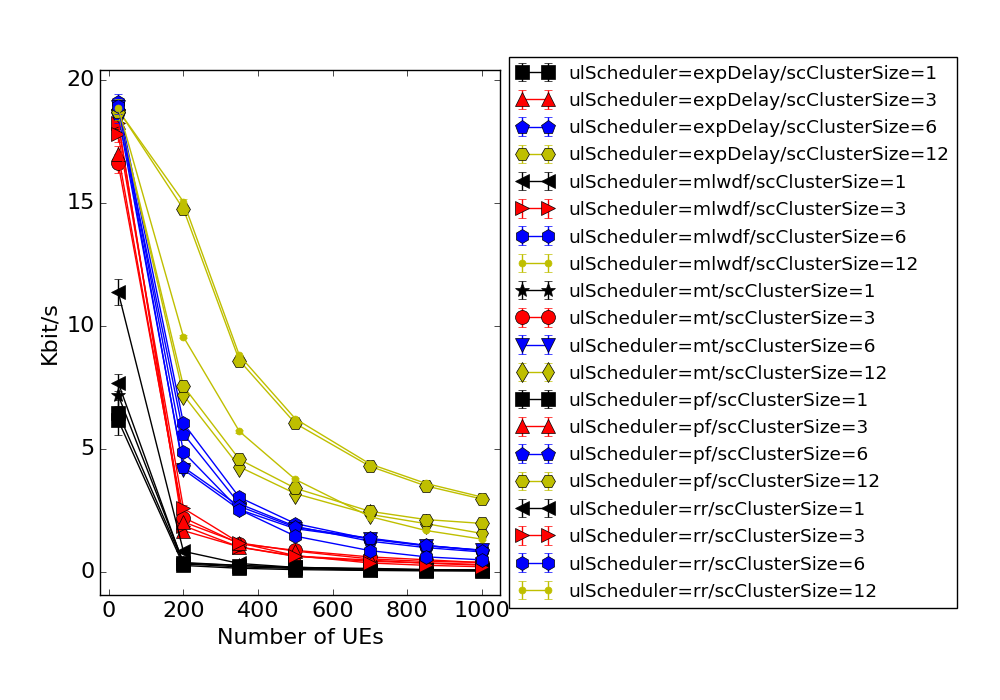 20
15
10
5
0
Kbit/s
0 200 400 600 800 1000
Number of UEs
ulScheduler=expDelay/scClusterSize=1
ulScheduler=expDelay/scClusterSize=3
ulScheduler=expDelay/scClusterSize=6
ulScheduler=expDelay/scClusterSize=12
ulScheduler=mlwdf/scClusterSize=1
ulScheduler=mlwdf/scClusterSize=3
ulScheduler=mlwdf/scClusterSize=6
ulScheduler=mlwdf/scClusterSize=12
ulScheduler=mt/scClusterSize=1
ulScheduler=mt/scClusterSize=3
ulScheduler=mt/scClusterSize=6
ulScheduler=mt/scClusterSize=12
ulScheduler=pf/scClusterSize=1
ulScheduler=pf/scClusterSize=3
ulScheduler=pf/scClusterSize=6
ulScheduler=pf/scClusterSize=12
ulScheduler=rr/scClusterSize=1
ulScheduler=rr/scClusterSize=3
ulScheduler=rr/scClusterSize=6
ulScheduler=rr/scClusterSize=12